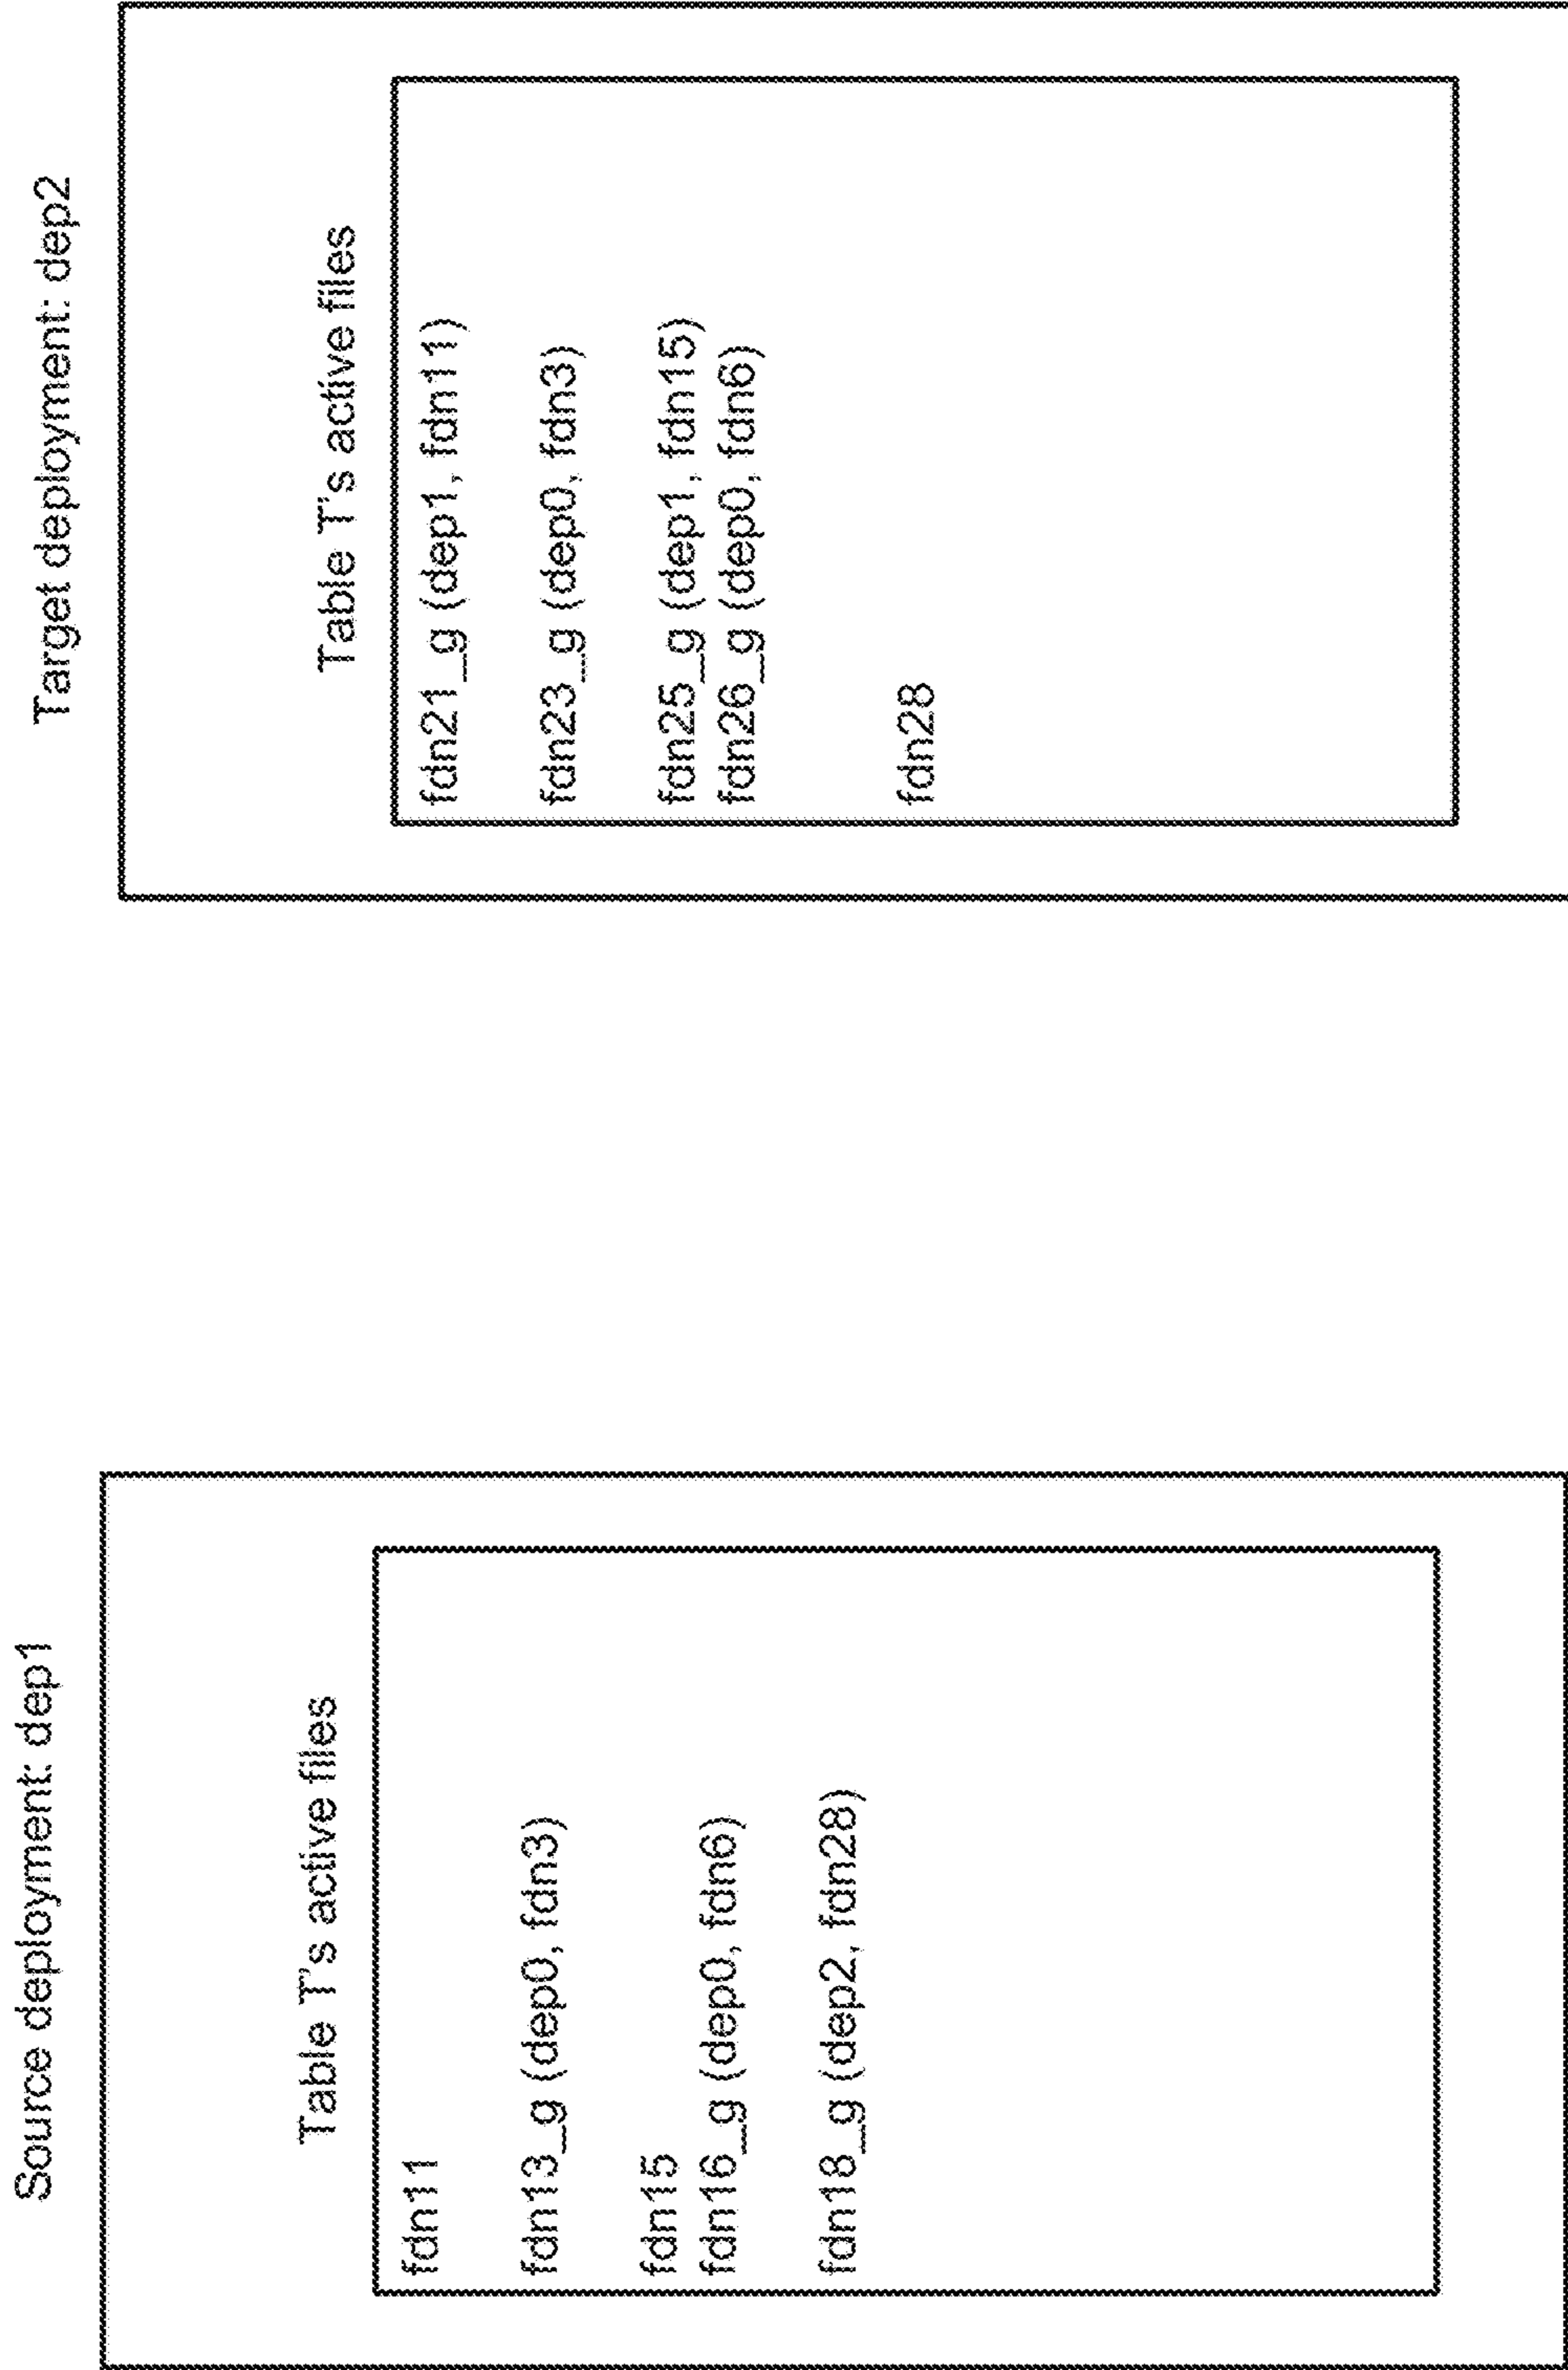 Source deployment: dep1
Table T's active files
fdn11
fdn13_g (dep0, fdn3)
fdn15
fdn16_g (dep0, fdn6)
fdn18_g (dep2, fdn28)
Target deployment: dep2
Table T's active files
fdn21_g (dep1, fdn11)
fdn23_g (dep0, fdn3)
fdn25_g (dep1, fdn15)
fdn26_g (dep0, fdn6)
fdn28